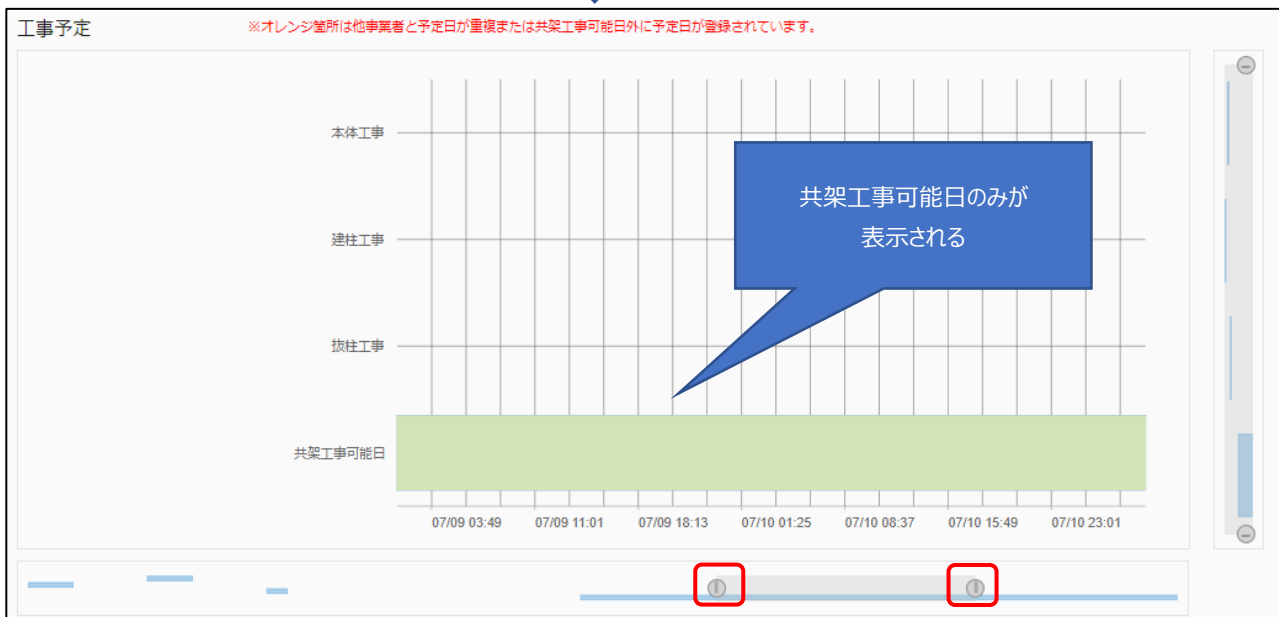 工事予定
※オレンジ箇所は他事業者と予定日が重複または共架工事可能日外に予定日が登録されています。
本体工事
共架工事可能日のみが
表示される
建柱工事
抜柱工事
共架工事可能日
07/09 03:49 07/09 11:01 07/09 18:13 07/10 01:25 07/10 08:37 07/10 15:49 07/10 23:01